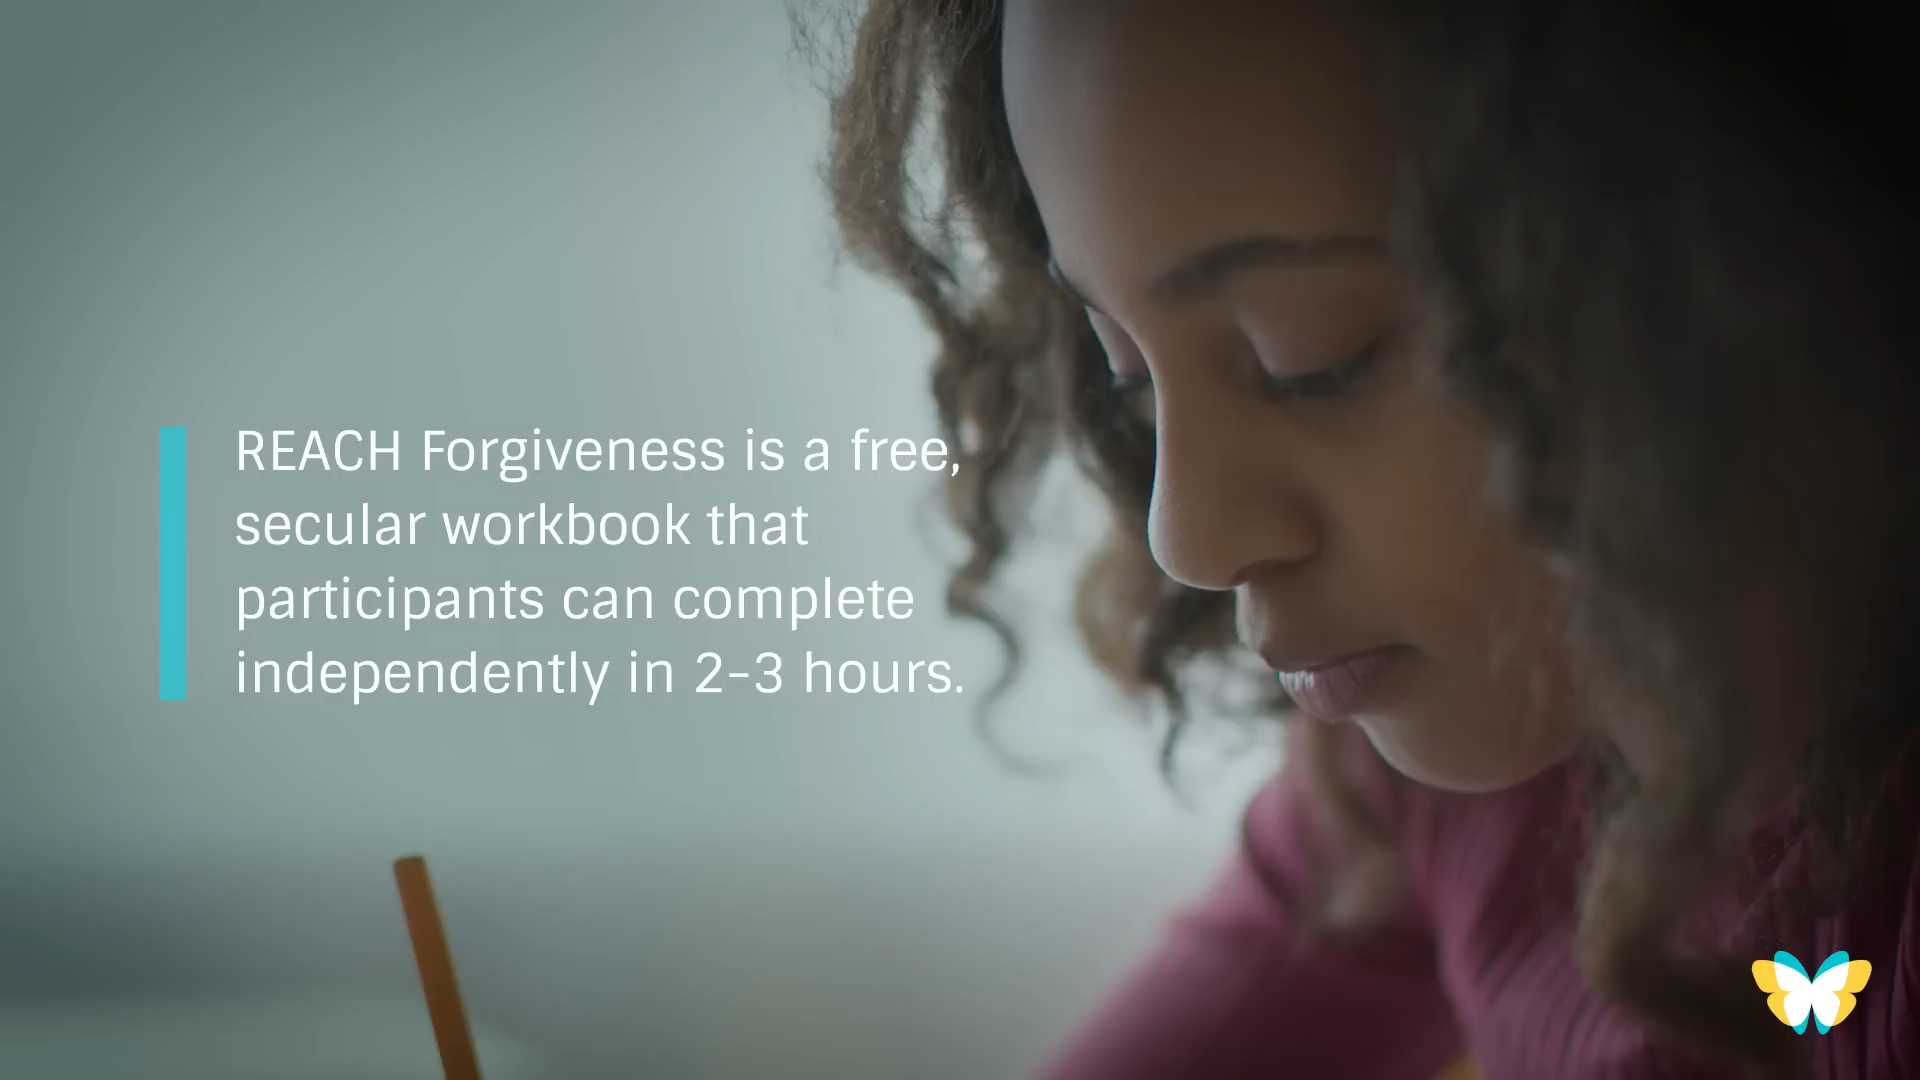 REACH Forgiveness is a free,
secular workbook that
participants can complete
independently in 2–3 hours.